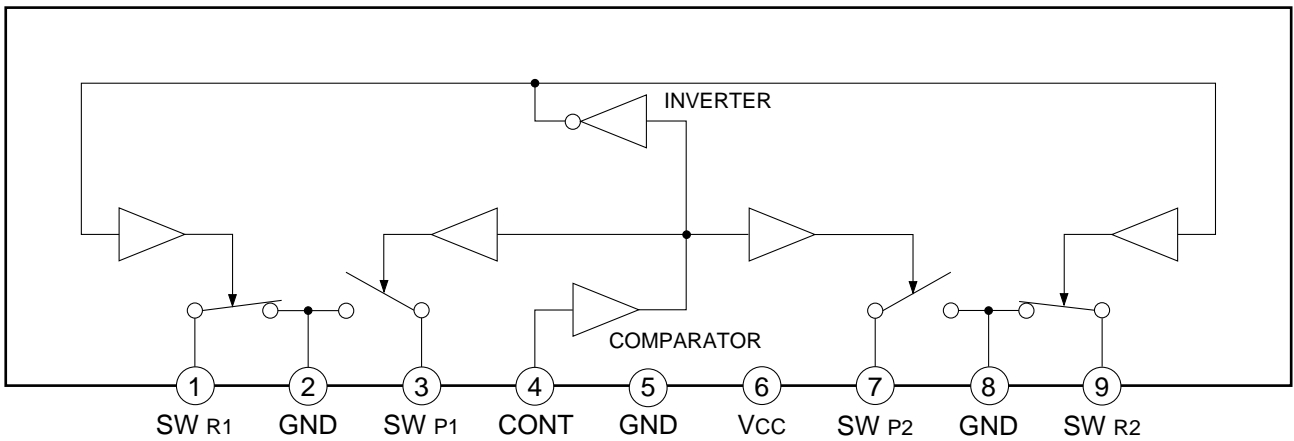 INVERTER
COMPARATOR
1 2 3 4 5 6 7 8 9
SW R1 GND SW P1 CONT GND VCC SW P2 GND SW R2